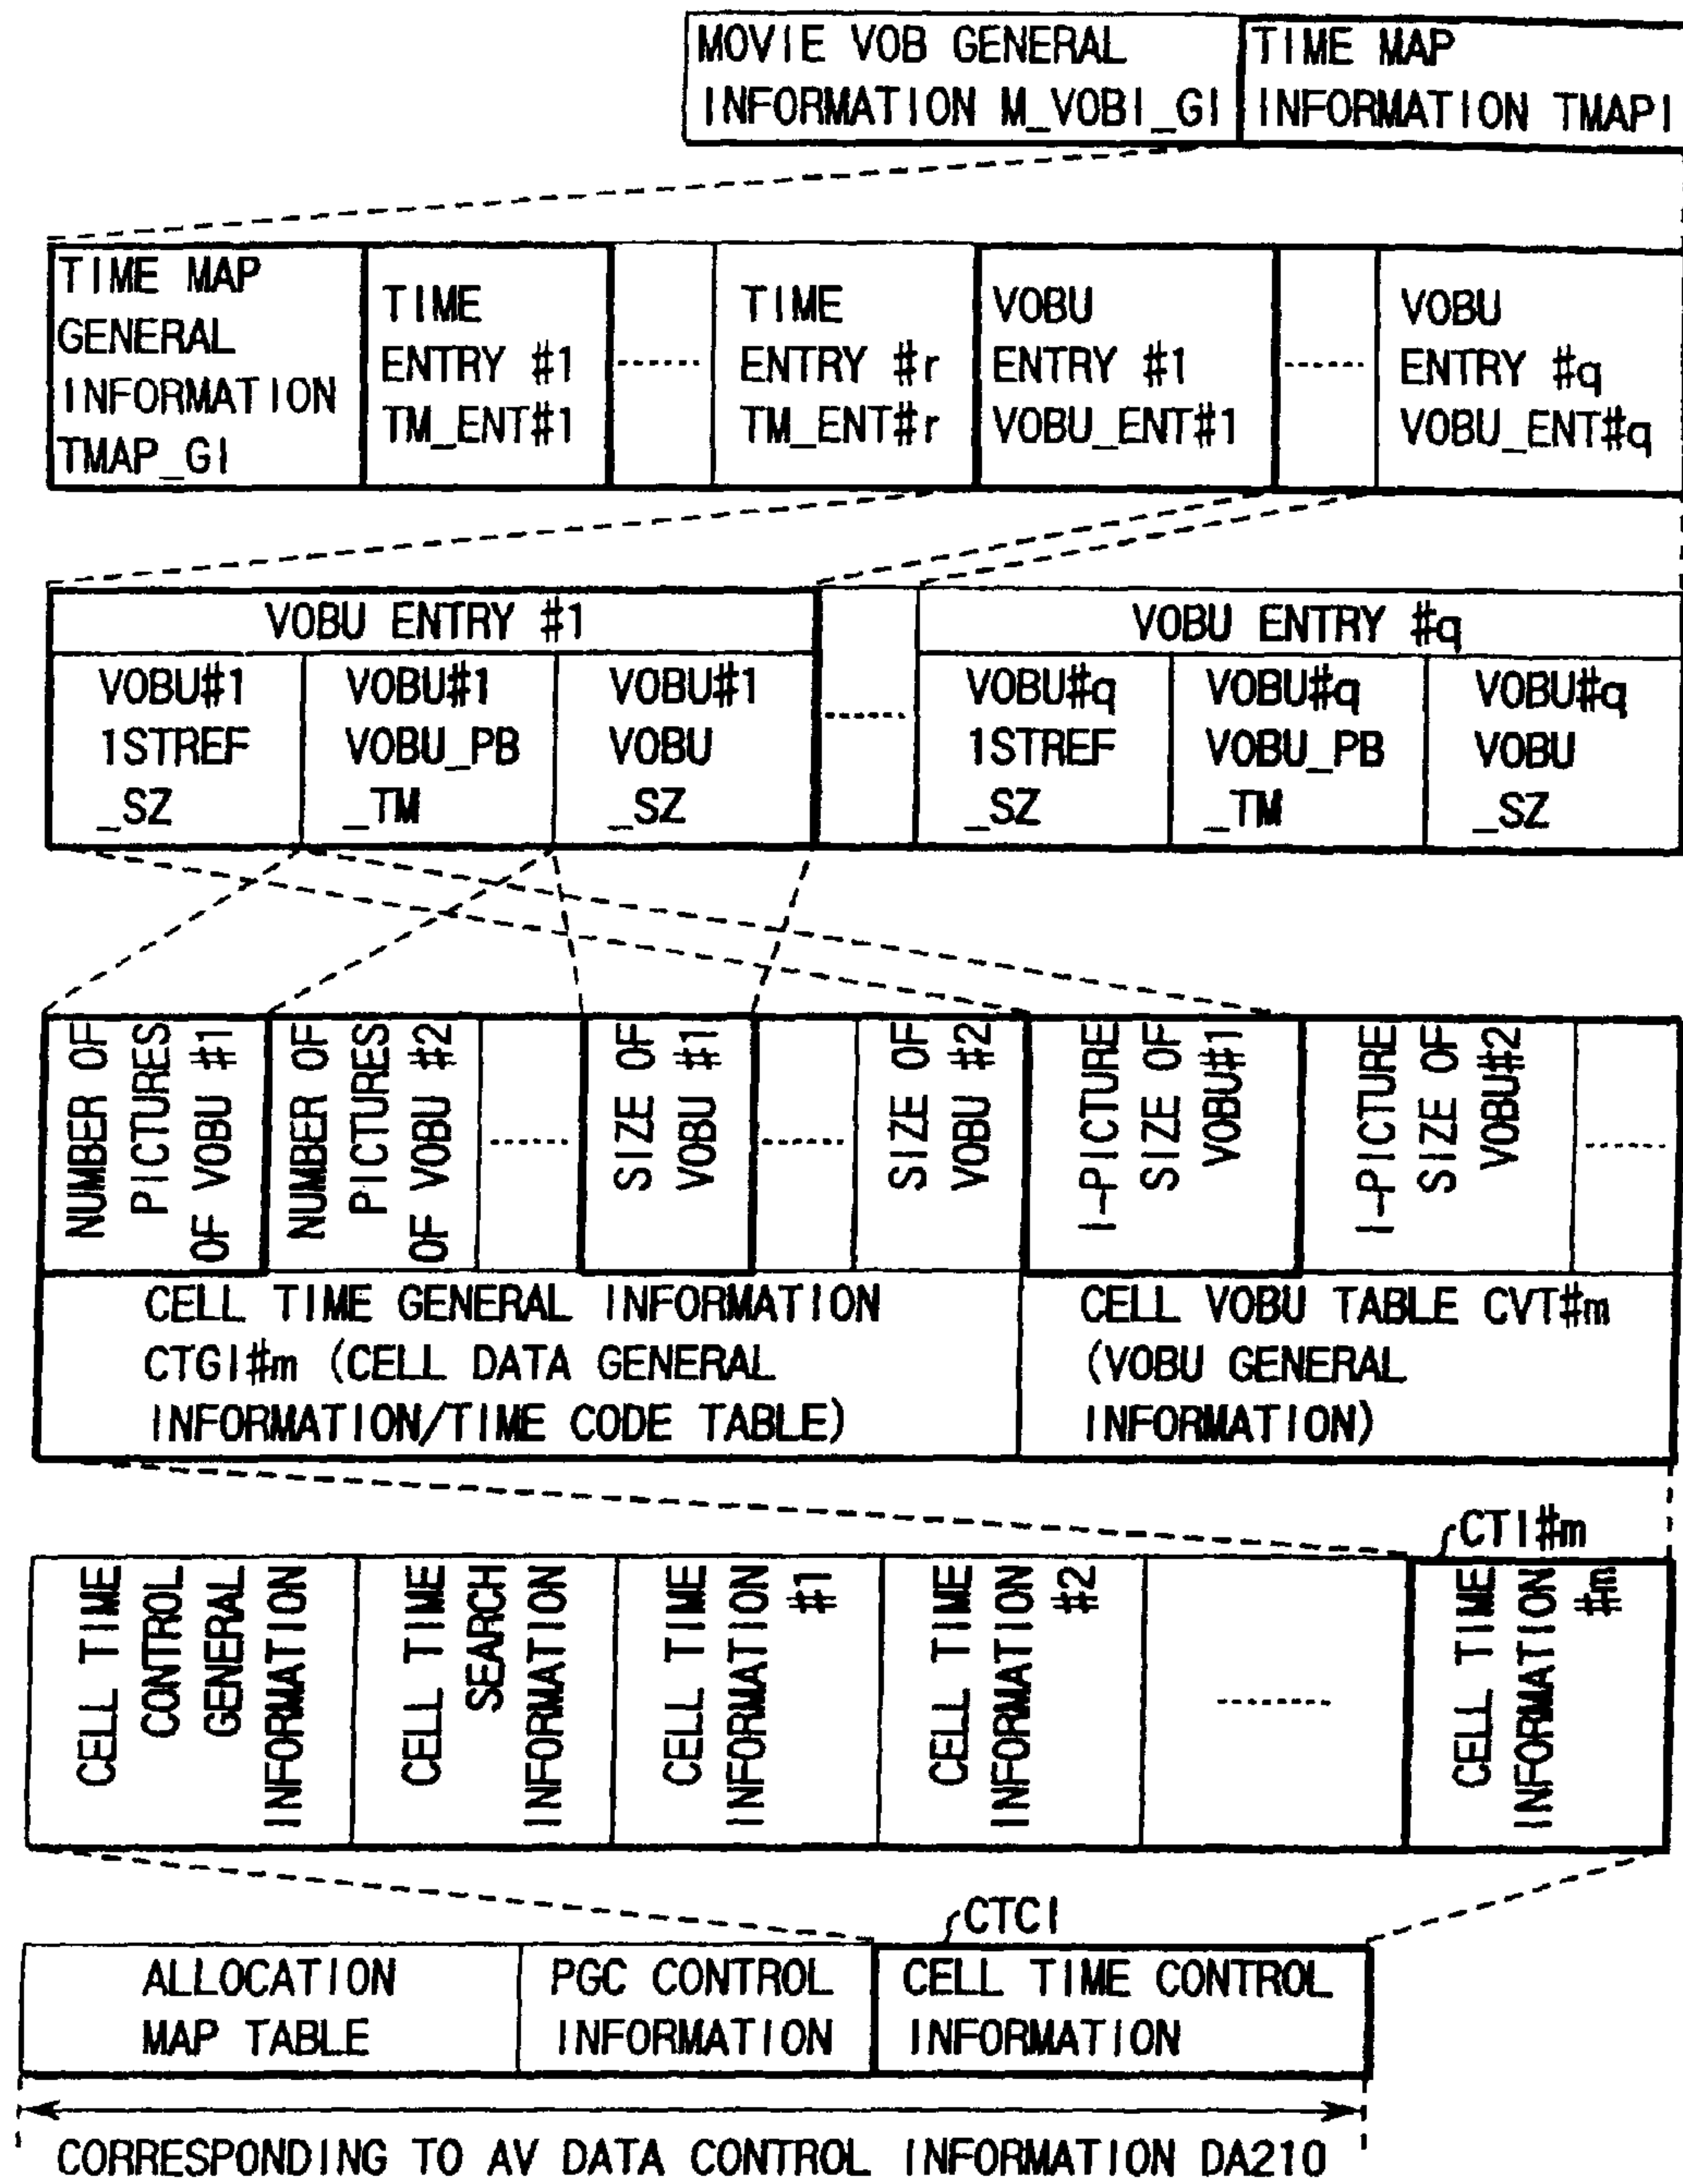 MOVIE VOB GENERAL
INFORMATION M_VOBI_GI
TIME MAP
INFORMATION TMAPI
TIME MAP
GENERAL
INFORMATION
TMAP_GI
TIME
ENTRY #1
TM_ENT#1
TIME
ENTRY #r
TM_ENT#r
VOBU
ENTRY #1
VOBU_ENT#1
VOBU
ENTRY #q
VOBU_ENT#q
VOBU ENTRY #1
VOBU ENTRY #q
VOBU#1
1STREF
_SZ
VOBU#1
VOBU_PB
_TM
VOBU#1
VOBU
_SZ
VOBU#q
1STREF
_SZ
VOBU#q
VOBU_PB
_TM
VOBU#q
VOBU
_SZ
NUMBER OF
PICTURES
OF VOBU #1
NUMBER OF
PICTURES
OF VOBU #2
SIZE OF
VOBU #1
SIZE OF
VOBU #2
I-PICTURE
SIZE OF
VOBU#1
I-PICTURE
SIZE OF
VOBU#2
CELL TIME GENERAL INFORMATION
CTGI#m (CELL DATA GENERAL
INFORMATION/TIME CODE TABLE)
CELL VOBU TABLE CVT#m
(VOBU GENERAL
INFORMATION)
CTI#m
CELL TIME
CONTROL
GENERAL
INFORMATION
CELL TIME
SEARCH
INFORMATION
CELL TIME
INFORMATION
#1
CELL TIME
INFORMATION
#2
CELL TIME
INFORMATION
#m
CTCI
ALLOCATION
MAP TABLE
PGC CONTROL
INFORMATION
CELL TIME CONTROL
INFORMATION
CORRESPONDING TO AV DATA CONTROL INFORMATION DA210